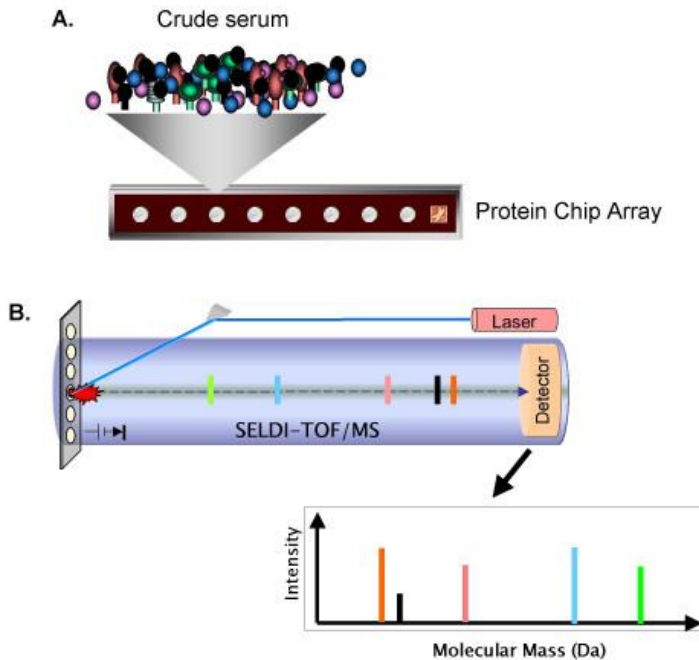 A.
Crude serum
Protein Chip Array
B.
Laser
Detector
SELDI-TOF/MS
Intensity
Molecular Mass (Da)